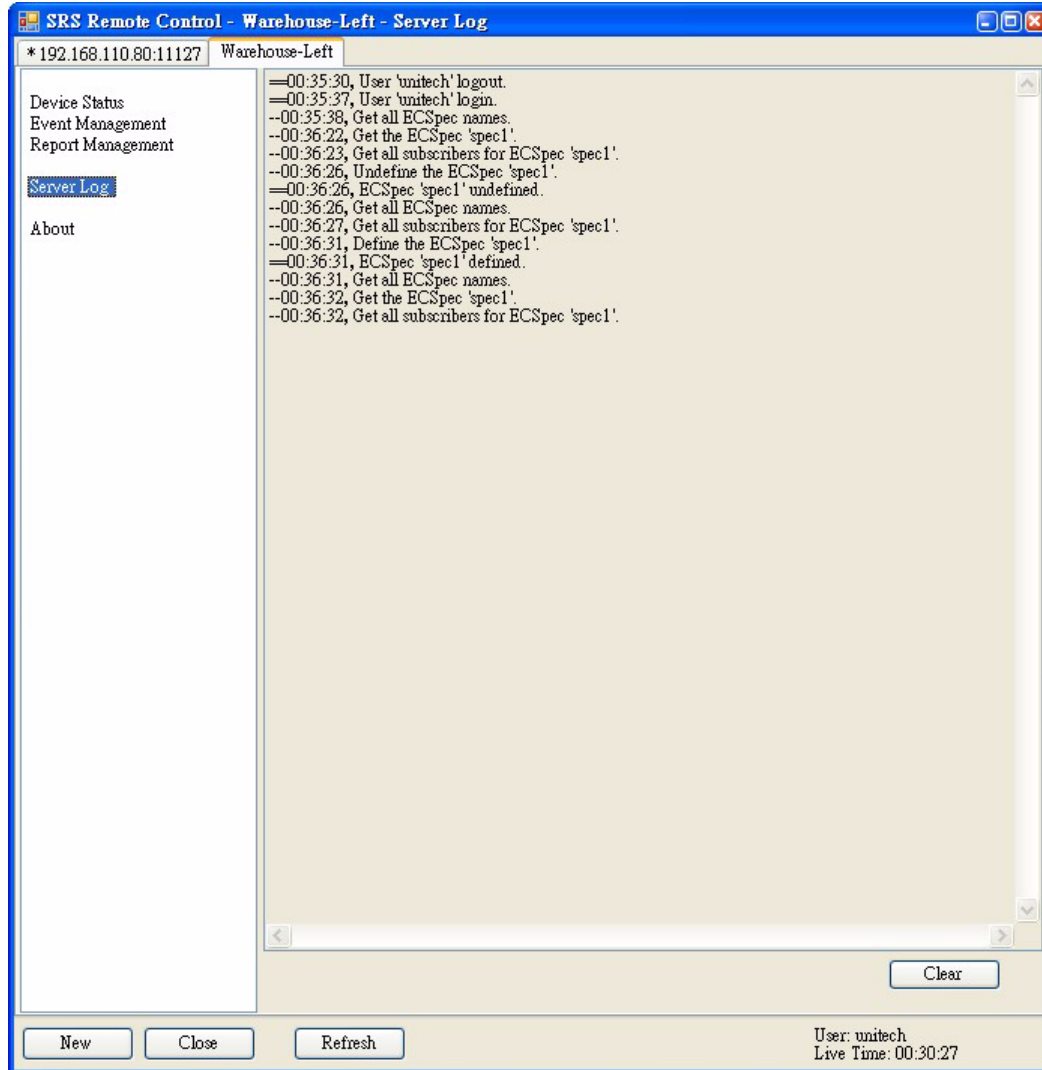 SRS Remote Control - Warehouse-Left - Server Log
* 192.168.110.80:11127
Warehouse-Left
Device Status
Event Management
Report Management
Server Log
About
==00:35:30, User 'unitech' logout.
==00:35:37, User 'unitech' login.
--00:35:38, Get all ECSpec names.
--00:36:22, Get the ECSpec 'spec1'.
--00:36:23, Get all subscribers for ECSpec 'spec1'.
--00:36:26, Undefine the ECSpec 'spec1'.
==00:36:26, ECSpec 'spec1' undefined.
--00:36:26, Get all ECSpec names.
--00:36:27, Get all subscribers for ECSpec 'spec1'.
--00:36:31, Define the ECSpec 'spec1'.
==00:36:31, ECSpec 'spec1' defined.
--00:36:31, Get all ECSpec names.
--00:36:32, Get the ECSpec 'spec1'.
--00:36:32, Get all subscribers for ECSpec 'spec1'.
Clear
New
Close
Refresh
User: unitech
Live Time: 00:30:27